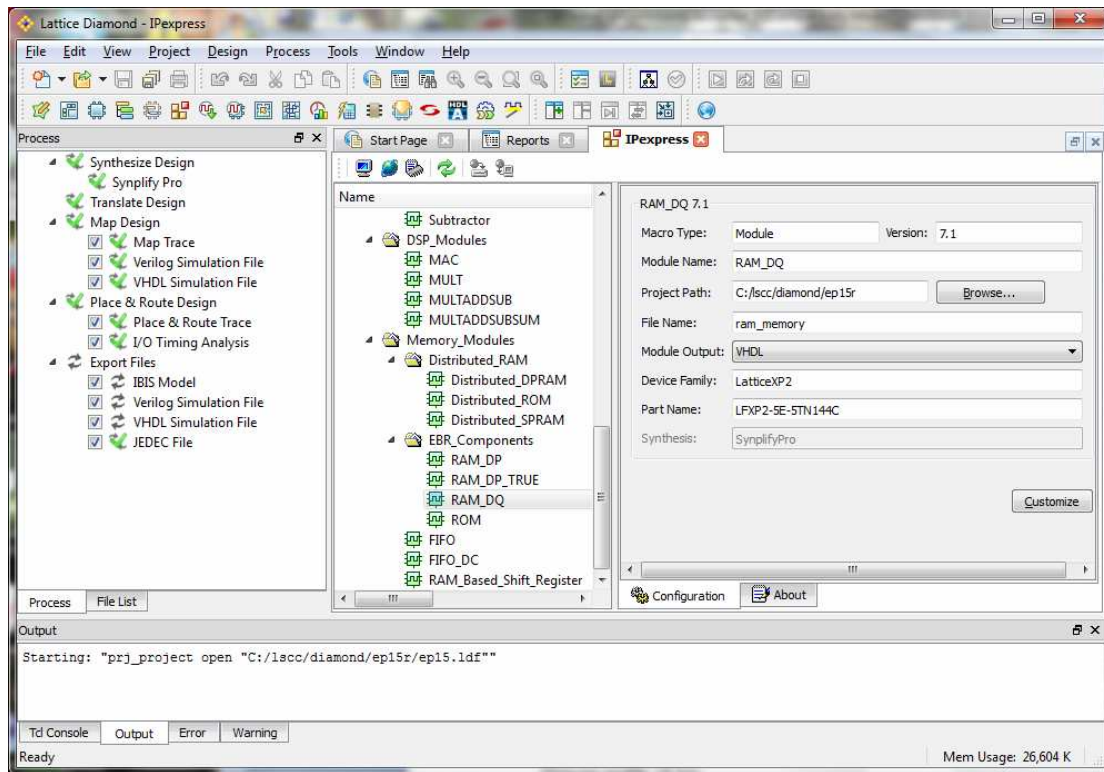 Lattice Diamond - IPexpress
File Edit View Project Design Process Tools Window Help
Process
Synthesize Design
Synplify Pro
Translate Design
Map Design
Map Trace
Verilog Simulation File
VHDL Simulation File
Place & Route Design
Place & Route Trace
I/O Timing Analysis
Export Files
IBIS Model
Verilog Simulation File
VHDL Simulation File
JEDEC File
Process File List
Start Page Reports IPexpress
Name
Subtractor
DSP_Modules
MAC
MULT
MULTADDSUB
MULTADDSUBSUM
Memory_Modules
Distributed_RAM
Distributed_DPRAM
Distributed_ROM
Distributed_SPRAM
EBR_Components
RAM_DP
RAM_DP_TRUE
RAM_DQ
ROM
FIFO
FIFO_DC
RAM_Based_Shift_Register
RAM_DQ 7.1
Macro Type: Module Version: 7.1
Module Name: RAM_DQ
Project Path: C:/lscc/diamond/ep15r Browse...
File Name: ram_memory
Module Output: VHDL
Device Family: LatticeXP2
Part Name: LFXP2-5E-5TN144C
Synthesis: SynplifyPro
Customize
Configuration About
Output
Starting: "prj_project open "C:/lscc/diamond/ep15r/ep15.ldf""
Tcl Console Output Error Warning
Ready Mem Usage: 26,604 K